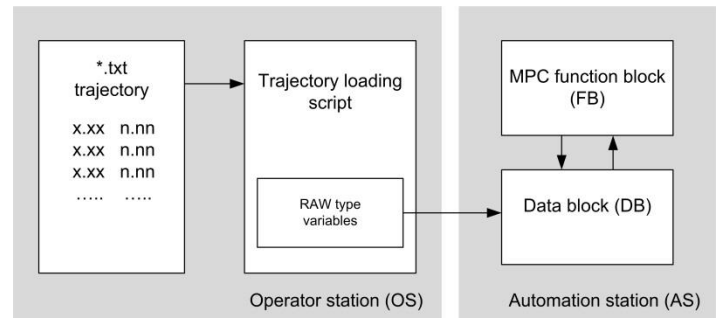 *.txt
trajectory
x.xx n.nn
x.xx n.nn
x.xx n.nn
….. …..
Trajectory loading
script
RAW type
variables
Operator station (OS)
MPC function block
(FB)
Data block (DB)
Automation station (AS)